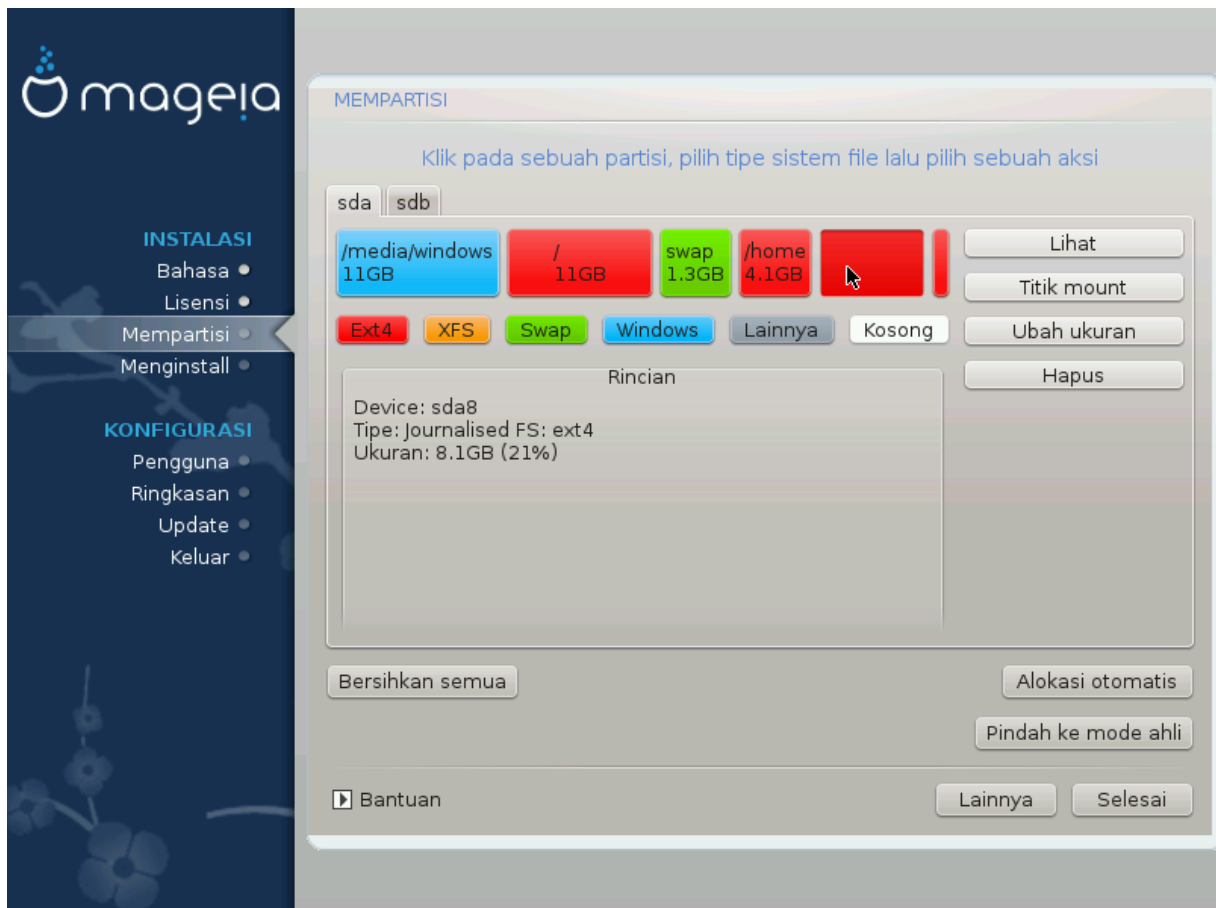 mageia
INSTALASI
Bahasa
Lisensi
Mempartisi
Menginstall
KONFIGURASI
Pengguna
Ringkasan
Update
Keluar
MEMPARTISI
Klik pada sebuah partisi, pilih tipe sistem file lalu pilih sebuah aksi
sda sdb
/media/windows
11GB
/
11GB
swap
1.3GB
/home
4.1GB
Ext4 XFS Swap Windows Lainnya Kosong
Lihat
Titik mount
Ubah ukuran
Hapus
Rincian
Device: sda8
Tipe: Journalised FS: ext4
Ukuran: 8.1GB (21%)
Bersihkan semua
Alokasi otomatis
Pindah ke mode ahli
Bantuan
Lainnya
Selesai